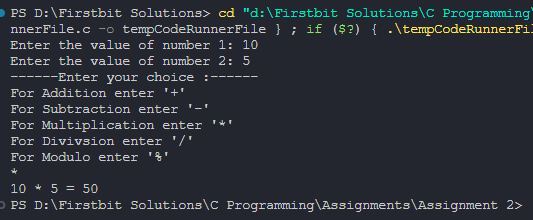 PS D:\Firstbit Solutions> cd "d:\Firstbit Solutions\C Programming\
nnerFile.c -o tempCodeRunnerFile } ; if ($?) { .\tempCodeRunnerFil
Enter the value of number 1: 10
Enter the value of number 2: 5
------Enter your choice :------
For Addition enter '+'
For Subtraction enter '-'
For Multiplication enter '*'
For Divivsion enter '/'
For Modulo enter '%'
*
10 * 5 = 50
PS D:\Firstbit Solutions\C Programming\Assignments\Assignment 2>